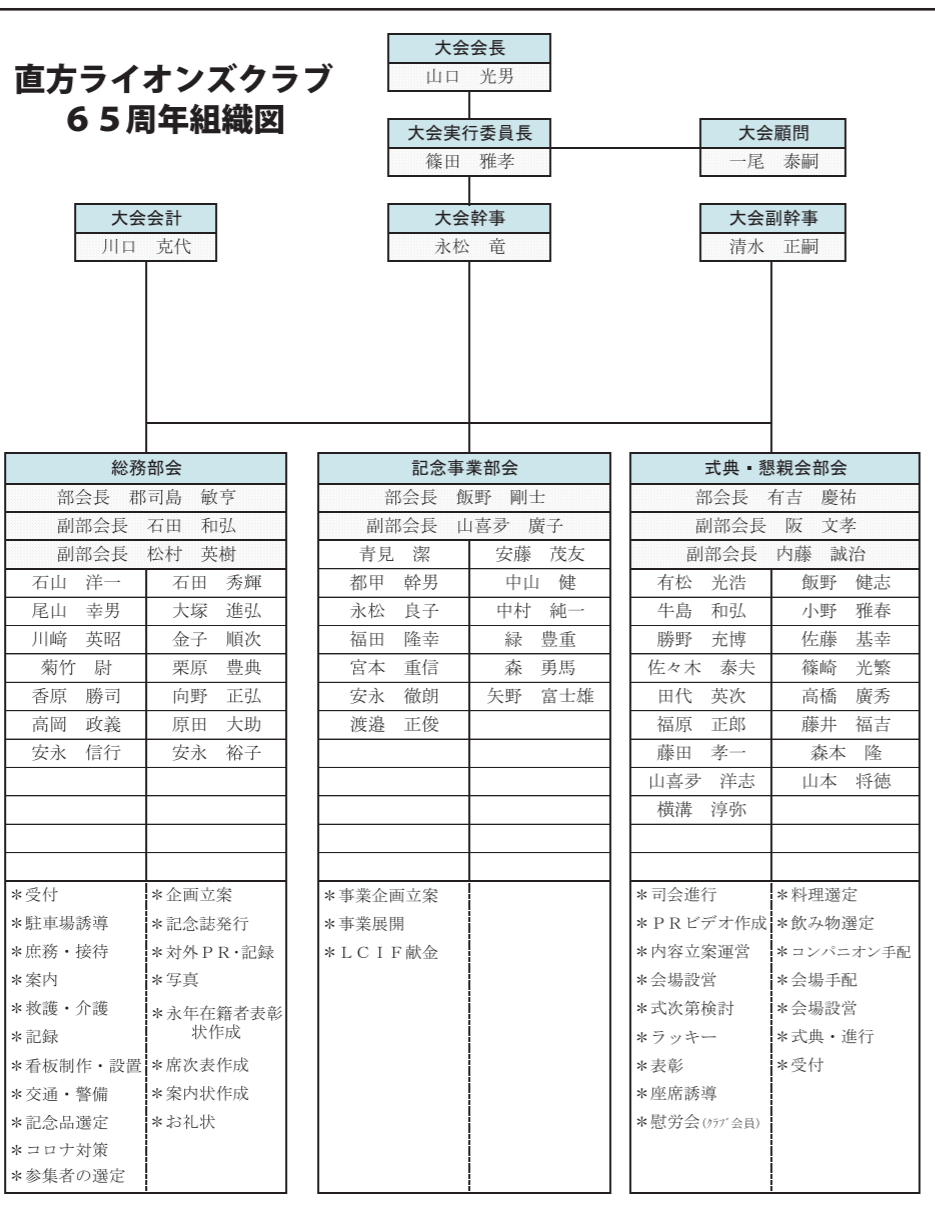 直方ライオンズクラブ
65周年組織図
大会会長
山口 光男
大会実行委員長
篠田 雅孝
大会顧問
一尾 泰嗣
大会会計
川口 克代
大会幹事
永松 竜
大会副幹事
清水 正嗣
総務部会
部会長 郡司島 敏亨
副部会長 石田 和弘
副部会長 松村 英樹
石山 洋一 石田 秀輝
尾山 幸男 大塚 進弘
川﨑 英昭 金子 順次
菊竹 尉 栗原 豊典
香原 勝司 向野 正弘
高岡 政義 原田 大助
安永 信行 安永 裕子
*受付
*駐車場誘導
*庶務・接待
*案内
*救護・介護
*記録
*看板制作・設置
*交通・警備
*記念品選定
*コロナ対策
*参集者の選定
*企画立案
*記念誌発行
*対外PR・記録
*写真
*永年在籍者表彰
状作成
*席次表作成
*案内状作成
*お礼状
記念事業部会
部会長 飯野 剛士
副部会長 山喜多 廣子
青見 潔 安藤 茂友
都甲 幹男 中山 健
永松 良子 中村 純一
福田 隆幸 緑 豊重
宮本 重信 森 勇馬
安永 徹朗 矢野 富士雄
渡邉 正俊
*事業企画立案
*事業展開
*LCIF献金
式典・懇親会部会
部会長 有吉 慶祐
副部会長 阪 文孝
副部会長 内藤 誠治
有松 光浩 飯野 健志
牛島 和弘 小野 雅春
勝野 充博 佐藤 基幸
佐々木 泰夫 篠崎 光繁
田代 英次 高橋 廣秀
福原 正郎 藤井 福吉
藤田 孝一 森本 隆
山喜多 洋志 山本 将徳
横溝 淳弥
*司会進行
*PRビデオ作成
*内容立案運営
*会場設営
*式次第検討
*ラッキー
*表彰
*座席誘導
*慰労会(クラブ会員)
*料理選定
*飲み物選定
*コンパニオン手配
*会場手配
*会場設営
*式典・進行
*受付